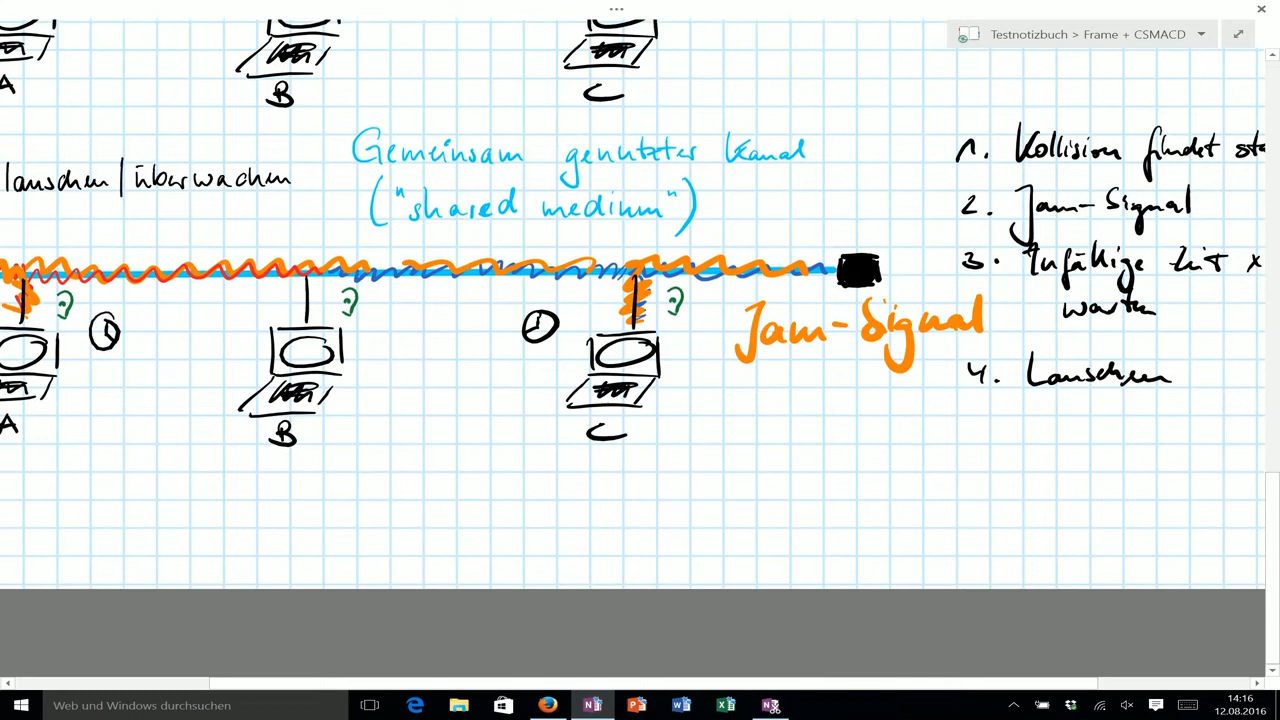 Testnotizbuch > Frame + CSMACD
A
B
C
Gemeinsam genutzter Kanal
("shared medium")
lauschen/überwachen
1. Kollision findet sta
2. Jam-Signal
3. Zufällige Zeit x
warten
4. Lauschen
Jam-Signal
A
B
C
Web und Windows durchsuchen
14:16
12.08.2016